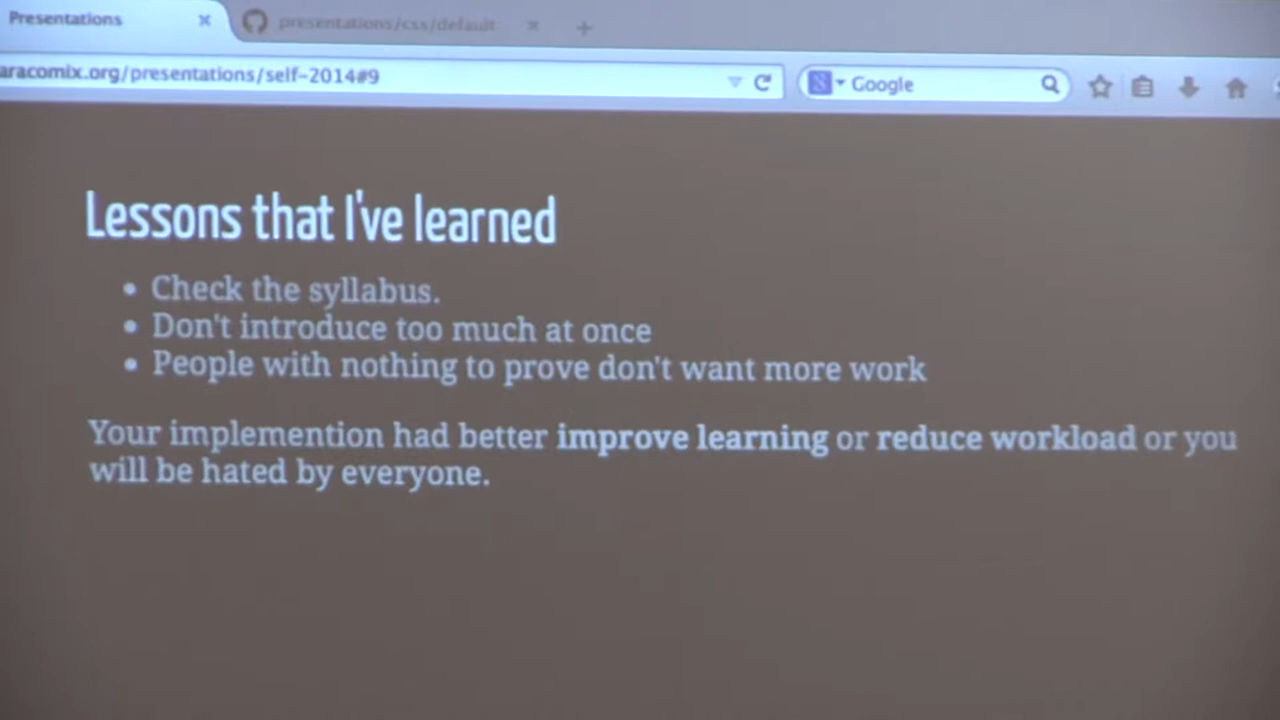 Presentations
presentations/css/default
aracomix.org/presentations/self-2014#9
Google
Lessons that I've learned
Check the syllabus.
Don't introduce too much at once
People with nothing to prove don't want more work
Your implemention had better improve learning or reduce workload or you
will be hated by everyone.